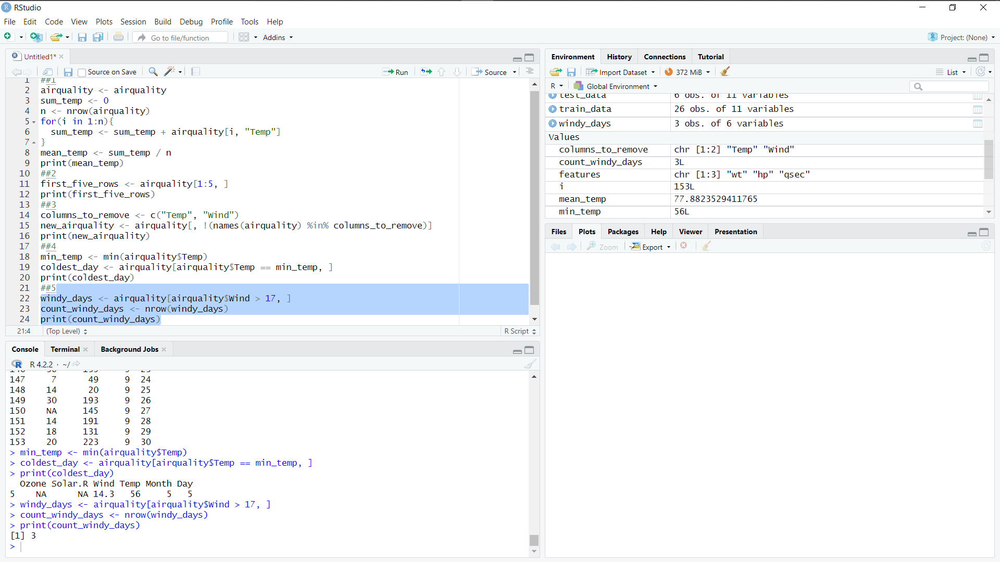 RStudio
File Edit Code View Plots Session Build Debug Profile Tools Help
Go to file/function Addins Project: (None)
Untitled1*
Source on Save Run Source
1 ##1
2 airquality <- airquality
3 sum_temp <- 0
4 n <- nrow(airquality)
5 for(i in 1:n){
6 sum_temp <- sum_temp + airquality[i, "Temp"]
7 }
8 mean_temp <- sum_temp / n
9 print(mean_temp)
10 ##2
11 first_five_rows <- airquality[1:5, ]
12 print(first_five_rows)
13 ##3
14 columns_to_remove <- c("Temp", "Wind")
15 new_airquality <- airquality[, !(names(airquality) %in% columns_to_remove)]
16 print(new_airquality)
17 ##4
18 min_temp <- min(airquality$Temp)
19 coldest_day <- airquality[airquality$Temp == min_temp, ]
20 print(coldest_day)
21 ##5
22 windy_days <- airquality[airquality$Wind > 17, ]
23 count_windy_days <- nrow(windy_days)
24 print(count_windy_days)
21:4 (Top Level) R Script
Console Terminal Background Jobs
R 4.2.2 · ~/
147 7 49 9 24
148 14 20 9 25
149 30 193 9 26
150 NA 145 9 27
151 14 191 9 28
152 18 131 9 29
153 20 223 9 30
> min_temp <- min(airquality$Temp)
> coldest_day <- airquality[airquality$Temp == min_temp, ]
> print(coldest_day)
Ozone Solar.R Wind Temp Month Day
5 NA NA 14.3 56 5 5
> windy_days <- airquality[airquality$Wind > 17, ]
> count_windy_days <- nrow(windy_days)
> print(count_windy_days)
[1] 3
>
Environment History Connections Tutorial
Import Dataset 372 MiB List
R Global Environment
test_data 6 obs. of 11 variables
train_data 26 obs. of 11 variables
windy_days 3 obs. of 6 variables
Values
columns_to_remove chr [1:2] "Temp" "Wind"
count_windy_days 3L
features chr [1:3] "wt" "hp" "qsec"
i 153L
mean_temp 77.8823529411765
min_temp 56L
Files Plots Packages Help Viewer Presentation
Zoom Export